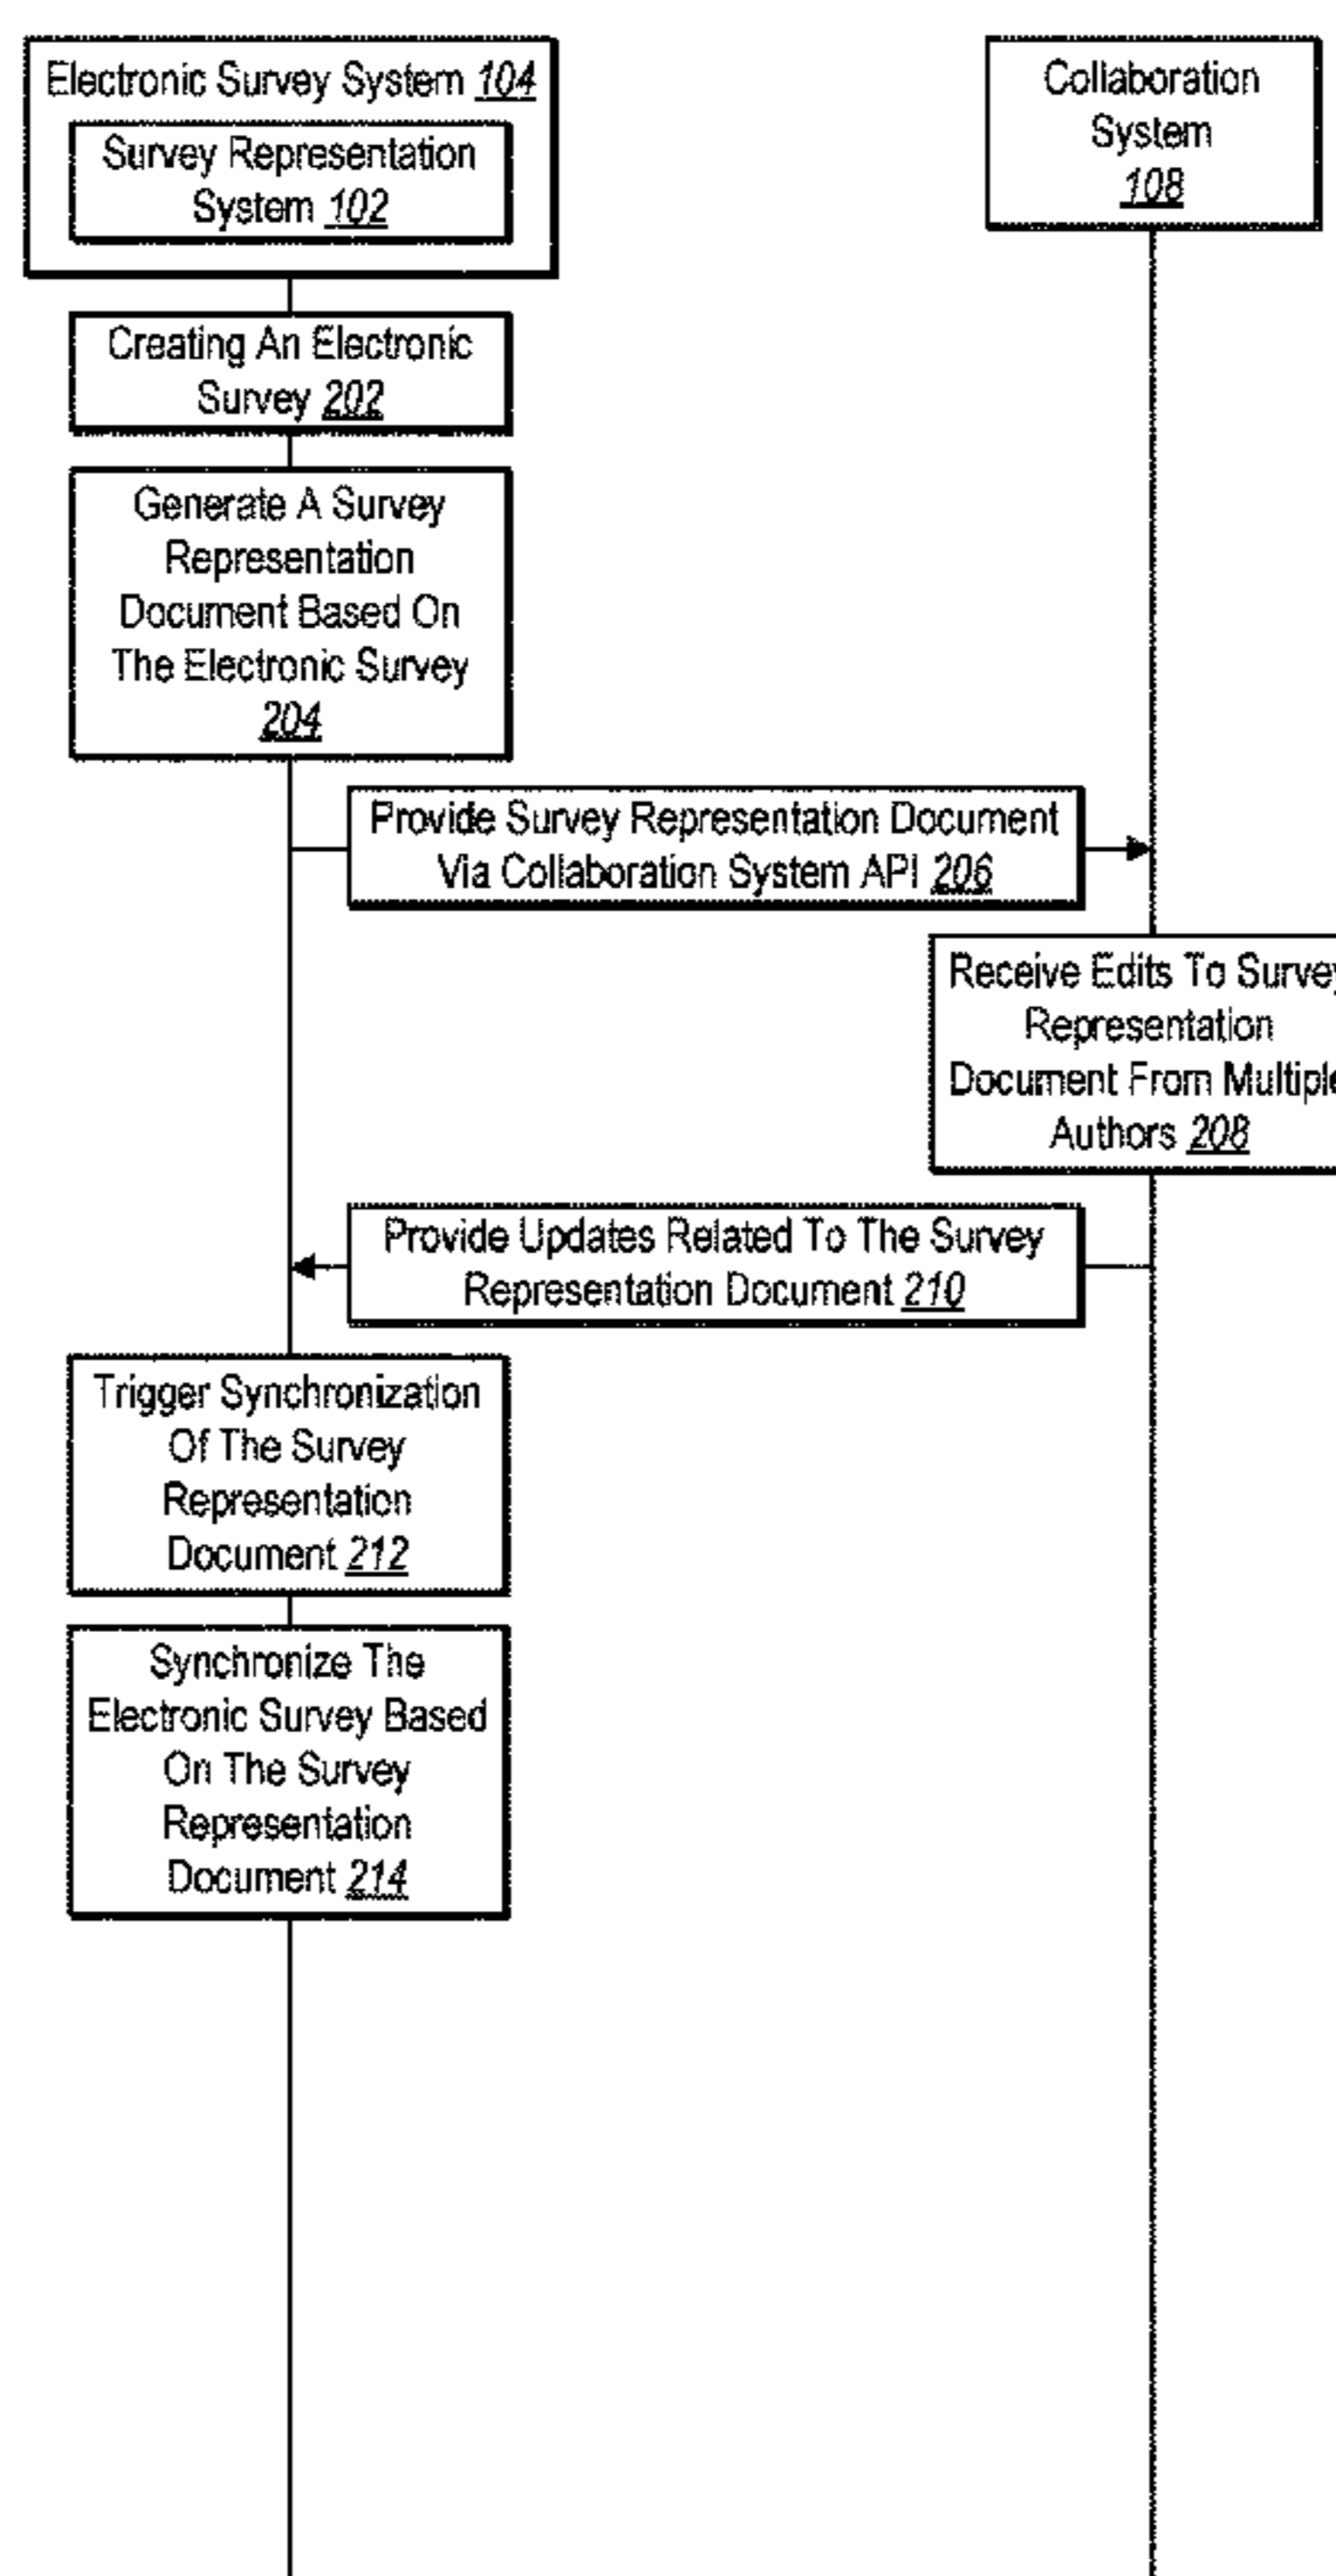 Electronic Survey System 104
Survey Representation
System 102
Collaboration
System
108
Creating An Electronic
Survey 202
Generate A Survey
Representation
Document Based On
The Electronic Survey
204
Provide Survey Representation Document
Via Collaboration System API 206
Receive Edits To Survey
Representation
Document From Multiple
Authors 208
Provide Updates Related To The Survey
Representation Document 210
Trigger Synchronization
Of The Survey
Representation
Document 212
Synchronize The
Electronic Survey Based
On The Survey
Representation
Document 214